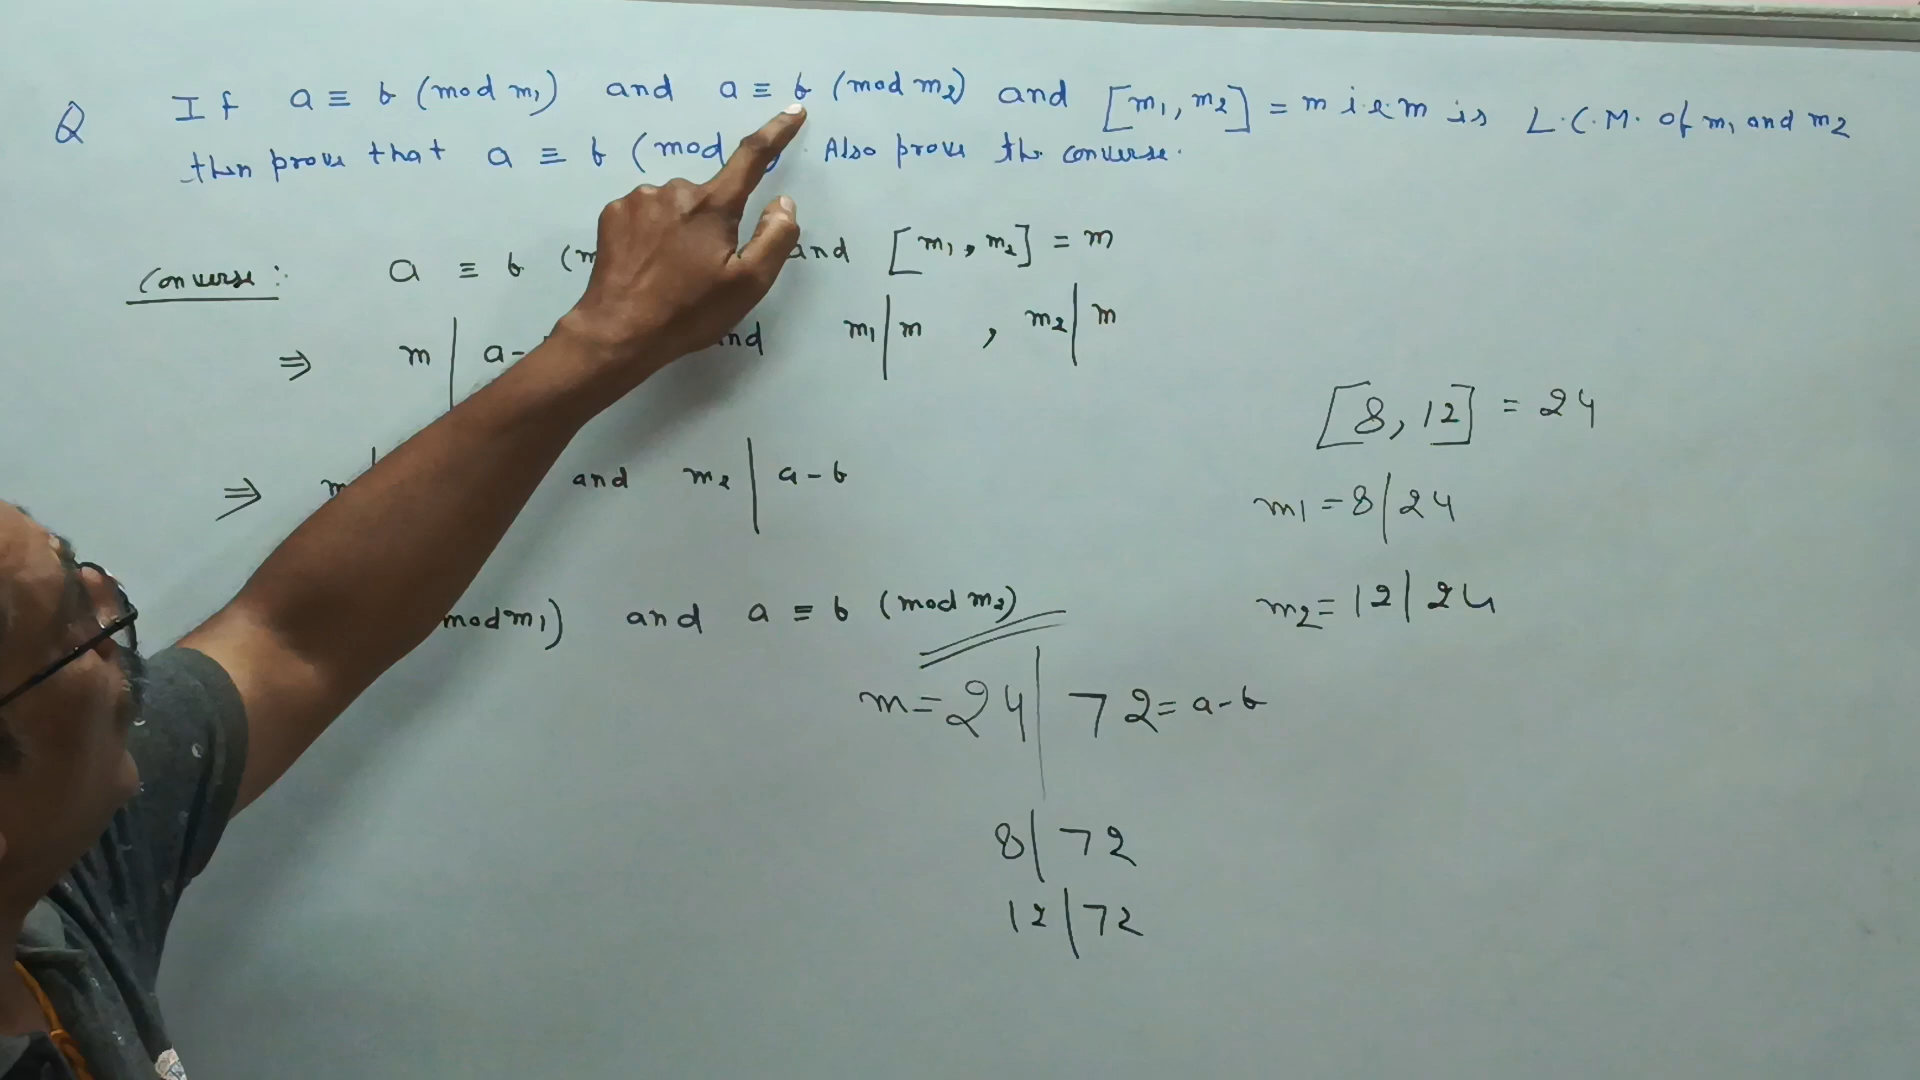 Q If a ≡ b (mod m₁) and a ≡ b (mod m₂) and [m₁, m₂] = m i.e. m is L.C.M. of m₁ and m₂
then prove that a ≡ b (mod ). Also prove the converse.
Converse: a ≡ b (m and [m₁, m₂] = m
⇒ m | a- and m₁ | m , m₂ | m
[8, 12] = 24
⇒ m and m₂ | a-b
m1 = 8 | 24
mod m₁) and a ≡ b (mod m₂)
m₂ = 12 | 24
m = 24 | 72 = a-b
8 | 72
12 | 72